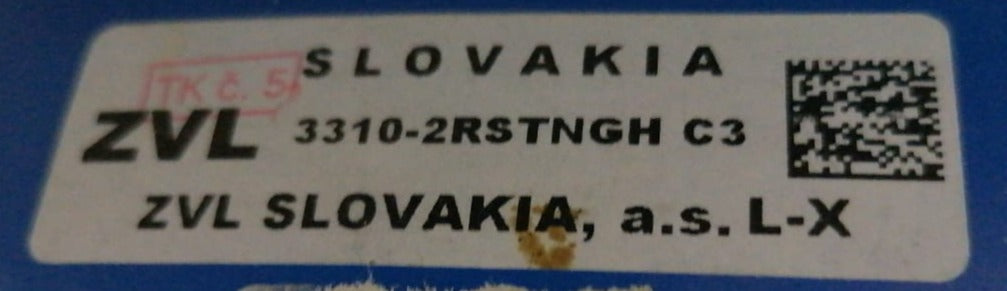 SLOVAKIA
TK č. 5
ZVL 3310-2RSTNGH C3
ZVL SLOVAKIA, a.s. L-X